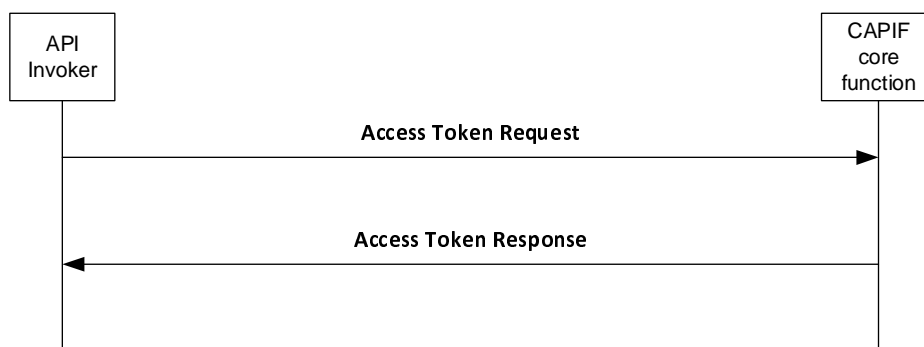 API
Invoker
CAPIF
core
function
Access Token Request
Access Token Response